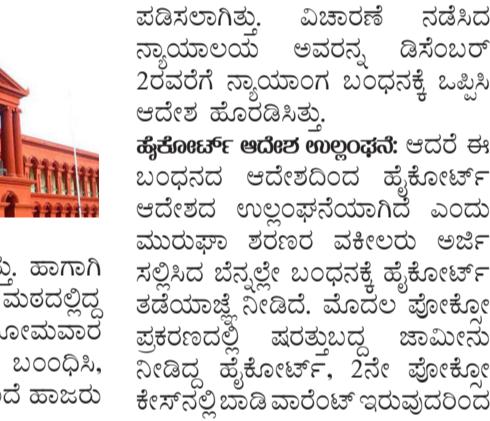 ತ್ತು. ಹಾಗಾಗಿ
ಮಠದಲ್ಲಿದ್ದ
ೋಮವಾರ
ಬಂಧಿಸಿ,
ದೆ ಹಾಜರು
ಪಡಿಸಲಾಗಿತ್ತು. ವಿಚಾರಣೆ ನಡೆಸಿದ
ನ್ಯಾಯಾಲಯ ಅವರನ್ನ ಡಿಸೆಂಬರ್
2ರವರೆಗೆ ನ್ಯಾಯಾಂಗ ಬಂಧನಕ್ಕೆ ಒಪ್ಪಿಸಿ
ಆದೇಶ ಹೊರಡಿಸಿತ್ತು.
ಹೈಕೋರ್ಟ್ ಆದೇಶ ಉಲ್ಲಂಘನೆ: ಆದರೆ ಈ
ಬಂಧನದ ಆದೇಶದಿಂದ ಹೈಕೋರ್ಟ್
ಆದೇಶದ ಉಲ್ಲಂಘನೆಯಾಗಿದೆ ಎಂದು
ಮುರುಘಾ ಶರಣರ ವಕೀಲರು ಅರ್ಜಿ
ಸಲ್ಲಿಸಿದ ಬೆನ್ನಲ್ಲೇ ಬಂಧನಕ್ಕೆ ಹೈಕೋರ್ಟ್
ತಡೆಯಾಜ್ಞೆ ನೀಡಿದೆ. ಮೊದಲ ಪೋಕ್ಸೋ
ಪ್ರಕರಣದಲ್ಲಿ ಷರತ್ತುಬದ್ದ ಜಾಮೀನು
ನೀಡಿದ್ದ ಹೈಕೋರ್ಟ್, 2ನೇ ಪೋಕ್ಸೋ
ಕೇಸ್‌ನಲ್ಲಿ ಬಾಡಿ ವಾರೆಂಟ್ ಇರುವುದರಿಂದ